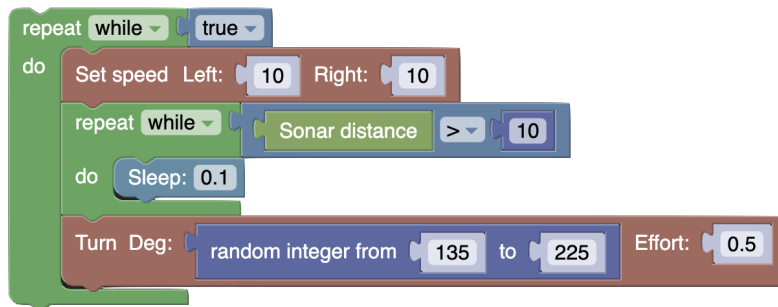 repeat while true
do Set speed Left: 10 Right: 10
repeat while Sonar distance > 10
do Sleep: 0.1
Turn Deg: random integer from 135 to 225 Effort: 0.5